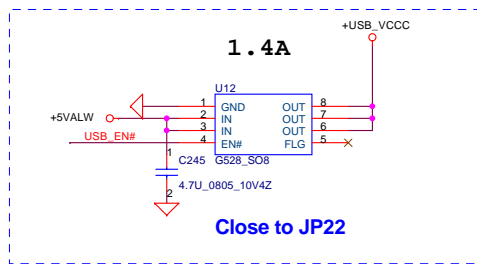 +USB_VCCC
1.4A
U12
1 GND OUT 8
+5VALW 2 IN OUT 7
3 IN OUT 6
USB_EN# 4 EN# FLG 5
1 C245 G528_SO8
4.7U_0805_10V4Z
2
Close to JP22